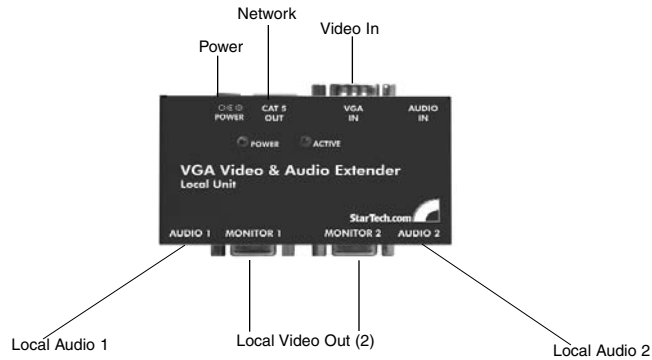 Network
Video In
Power
POWER
CAT 5
OUT
VGA
IN
AUDIO
IN
POWER
ACTIVE
VGA Video & Audio Extender
Local Unit
StarTech.com
AUDIO 1
MONITOR 1
MONITOR 2
AUDIO 2
Local Audio 1
Local Video Out (2)
Local Audio 2